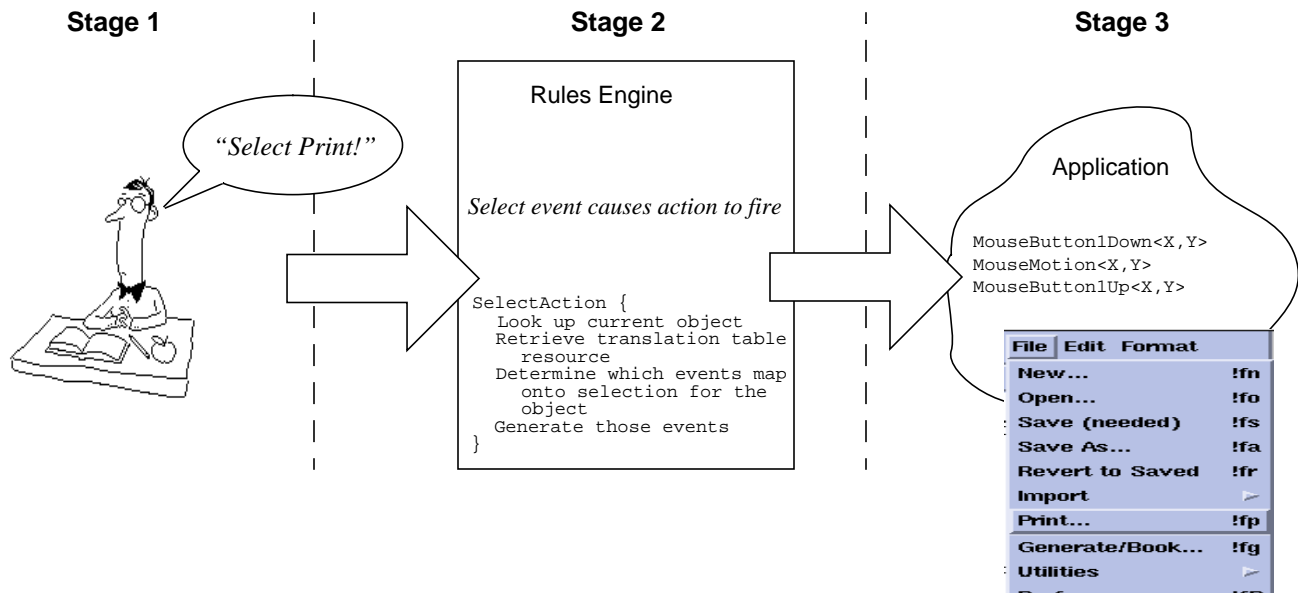 Stage 1
Stage 2
Stage 3
“Select Print!”
Rules Engine
Select event causes action to fire
SelectAction {
Look up current object
Retrieve translation table
resource
Determine which events map
onto selection for the
object
Generate those events
}
Application
MouseButton1Down<X,Y>
MouseMotion<X,Y>
MouseButton1Up<X,Y>
File Edit Format
New... !fn
Open... !fo
Save (needed) !fs
Save As... !fa
Revert to Saved !fr
Import
Print... !fp
Generate/Book... !fg
Utilities